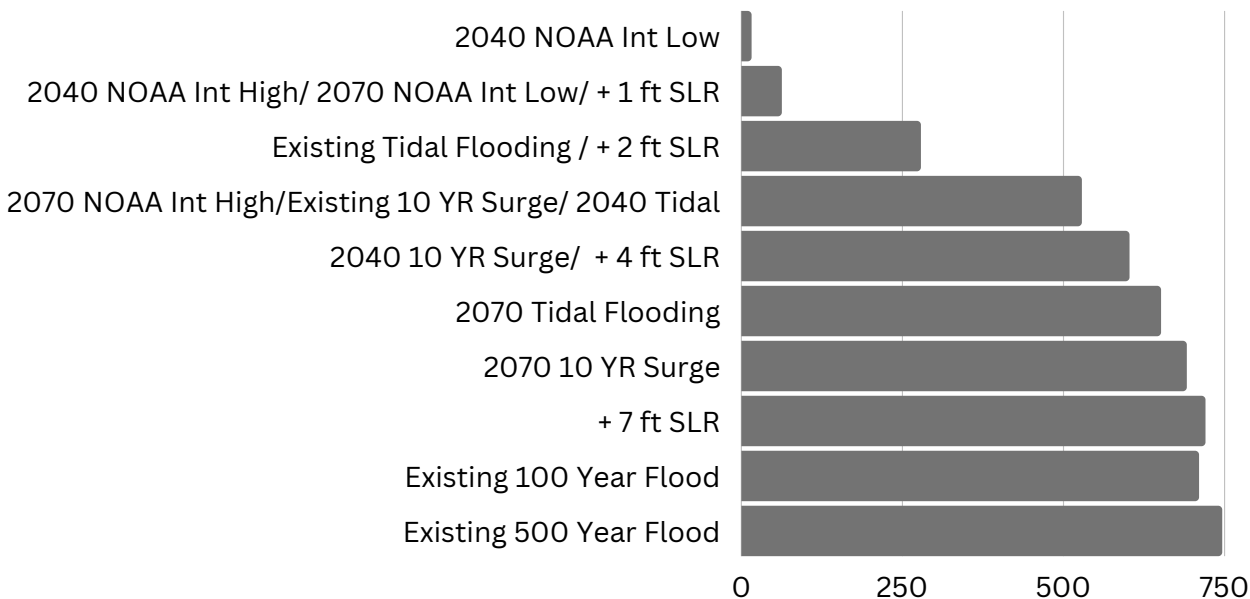 2040 NOAA Int Low
2040 NOAA Int High/ 2070 NOAA Int Low/ + 1 ft SLR
Existing Tidal Flooding / + 2 ft SLR
2070 NOAA Int High/Existing 10 YR Surge/ 2040 Tidal
2040 10 YR Surge/  + 4 ft SLR
2070 Tidal Flooding
2070 10 YR Surge
+ 7 ft SLR
Existing 100 Year Flood
Existing 500 Year Flood
0 250 500 750